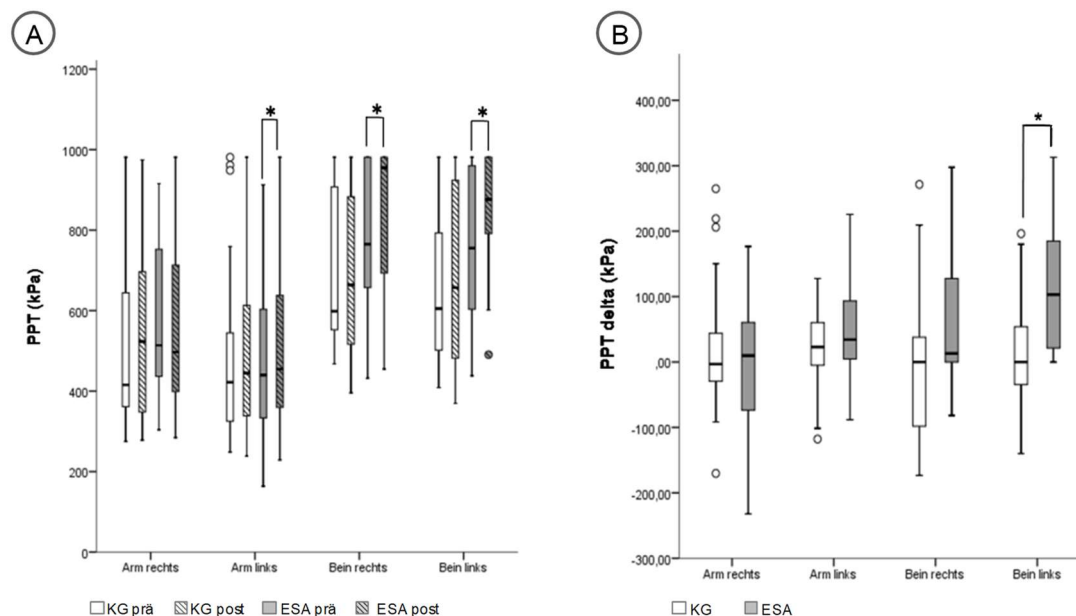 A
1200
1000
800
600
400
200
0
PPT (kPa)
*
*
*
Arm rechts Arm links Bein rechts Bein links
KG prä KG post ESA prä ESA post
B
400,00
300,00
200,00
100,00
,00
-100,00
-200,00
-300,00
PPT delta (kPa)
*
Arm rechts Arm links Bein rechts Bein links
KG ESA